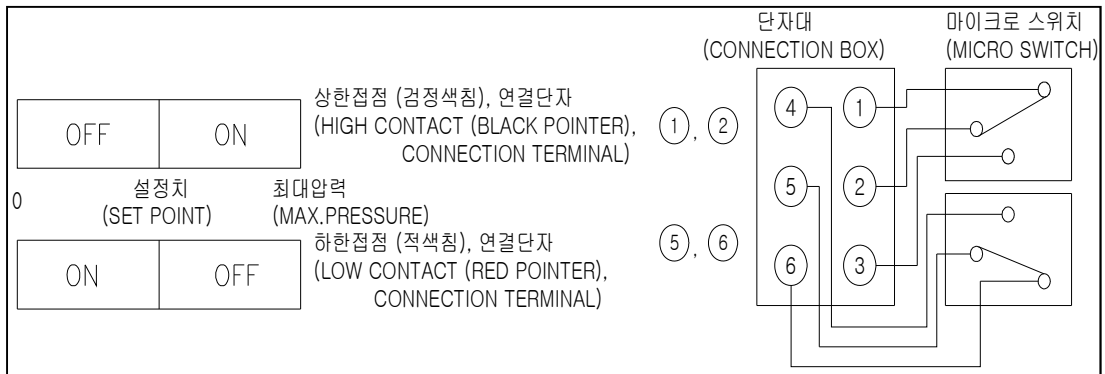 단자대
(CONNECTION BOX)
마이크로 스위치
(MICRO SWITCH)
OFF ON
상한접점 (검정색침), 연결단자
(HIGH CONTACT (BLACK POINTER),
CONNECTION TERMINAL)
①, ②
0
설정치
(SET POINT)
최대압력
(MAX.PRESSURE)
ON OFF
하한접점 (적색침), 연결단자
(LOW CONTACT (RED POINTER),
CONNECTION TERMINAL)
⑤, ⑥
④ ①
⑤ ②
⑥ ③